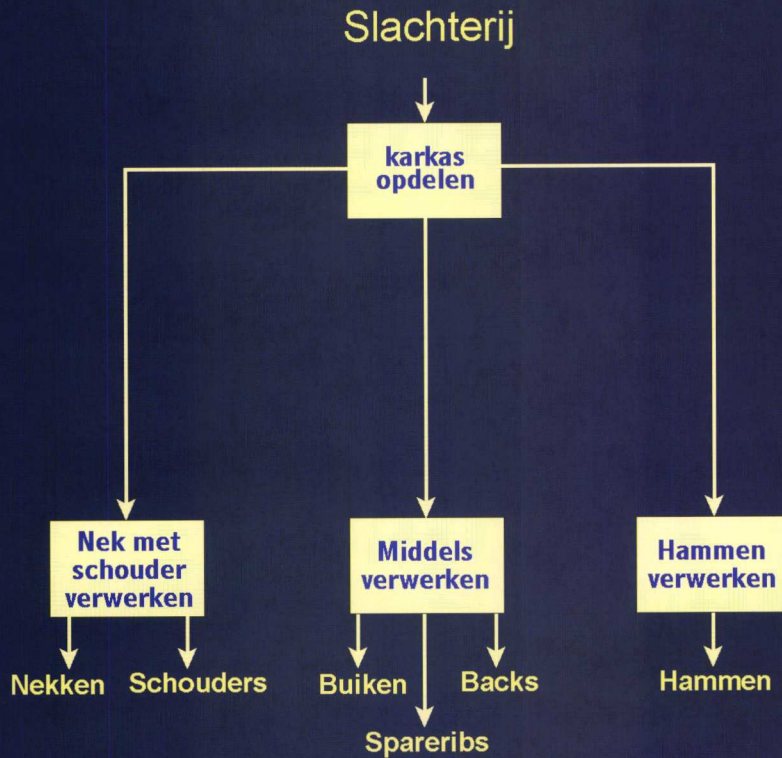 Slachterij
karkas
opdelen
Nek met
schouder
verwerken
Middels
verwerken
Hammen
verwerken
Nekken
Schouders
Buiken
Backs
Hammen
Spareribs